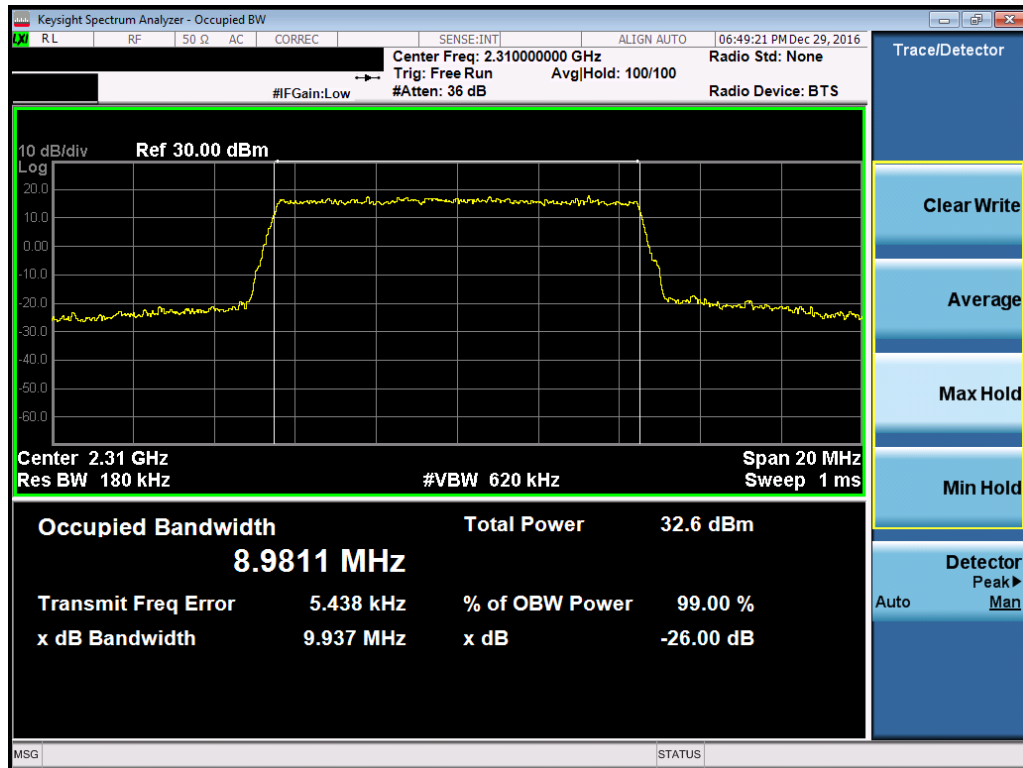 Keysight Spectrum Analyzer - Occupied BW
LXI RL RF 50 Ω AC CORREC SENSE:INT ALIGN AUTO 06:49:21 PM Dec 29, 2016
Center Freq: 2.310000000 GHz Radio Std: None
Trig: Free Run Avg|Hold: 100/100
#IFGain:Low #Atten: 36 dB Radio Device: BTS
10 dB/div Ref 30.00 dBm
Log
20.0
10.0
0.00
-10.0
-20.0
-30.0
-40.0
-50.0
-60.0
Center 2.31 GHz Span 20 MHz
Res BW 180 kHz #VBW 620 kHz Sweep 1 ms
Occupied Bandwidth Total Power 32.6 dBm
8.9811 MHz
Transmit Freq Error 5.438 kHz % of OBW Power 99.00 %
x dB Bandwidth 9.937 MHz x dB -26.00 dB
MSG STATUS
Trace/Detector
Clear Write
Average
Max Hold
Min Hold
Detector
Peak▶
Auto Man